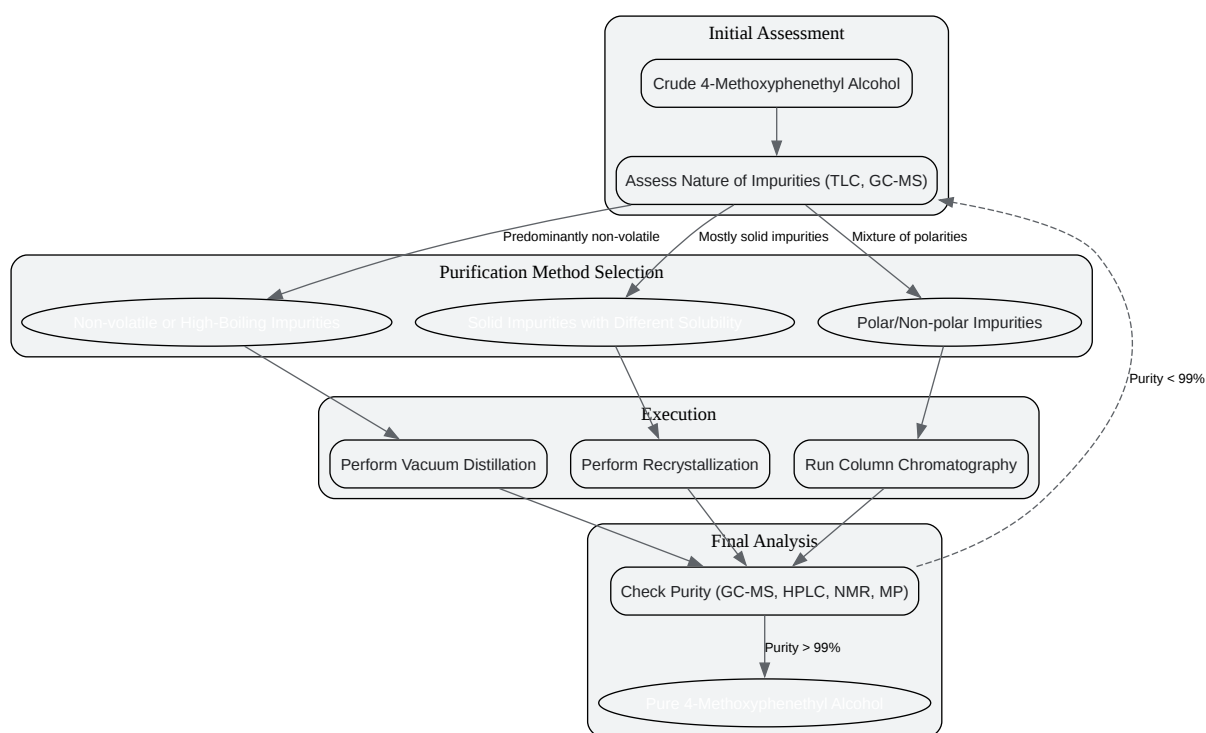 Initial Assessment
Crude 4-Methoxyphenethyl Alcohol
Assess Nature of Impurities (TLC, GC-MS)
Predominantly non-volatile
Mostly solid impurities
Mixture of polarities
Purification Method Selection
Non-volatile or High-Boiling Impurities
Solid Impurities with Different Solubility
Polar/Non-polar Impurities
Purity < 99%
Execution
Perform Vacuum Distillation
Perform Recrystallization
Run Column Chromatography
Final Analysis
Check Purity (GC-MS, HPLC, NMR, MP)
Purity > 99%
Pure 4-Methoxyphenethyl Alcohol